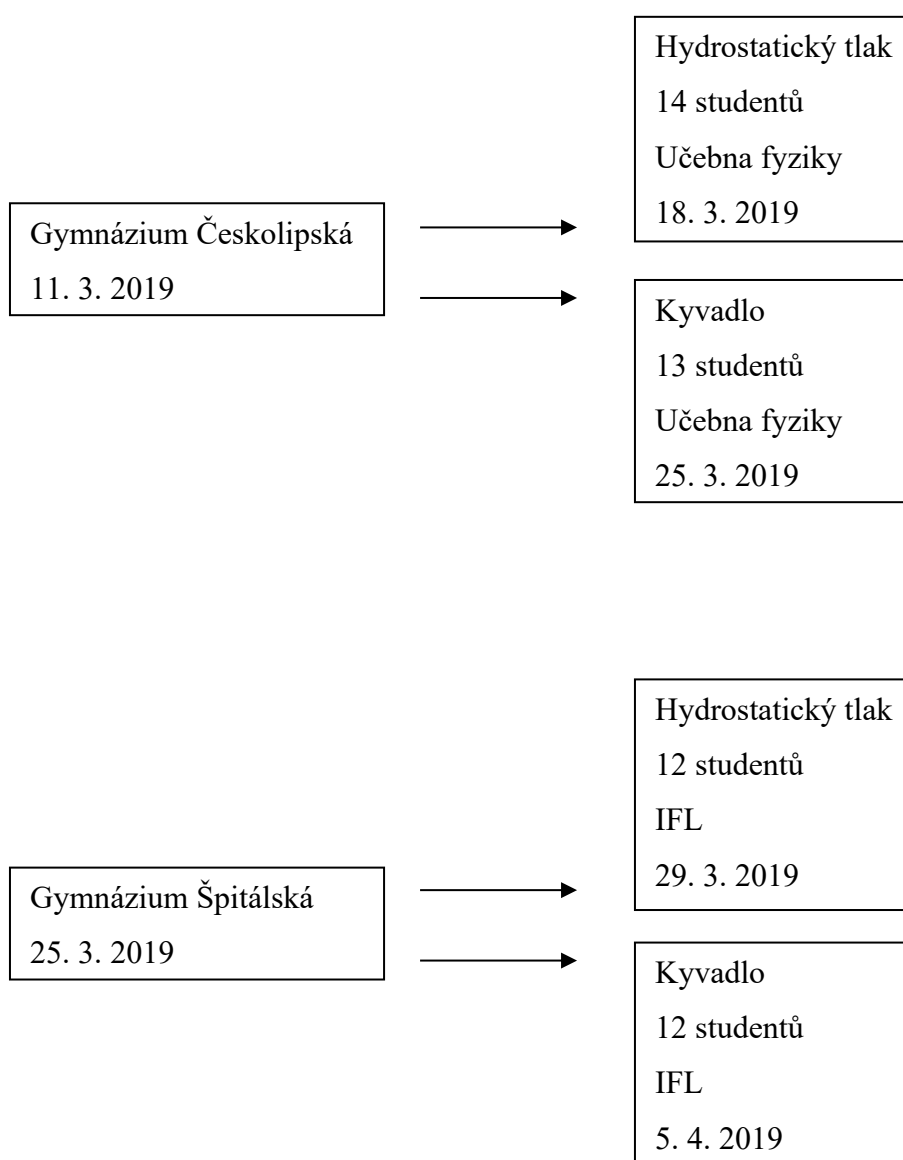 Gymnázium Českolipská
11. 3. 2019
Hydrostatický tlak
14 studentů
Učebna fyziky
18. 3. 2019
Kyvadlo
13 studentů
Učebna fyziky
25. 3. 2019
Gymnázium Špitálská
25. 3. 2019
Hydrostatický tlak
12 studentů
IFL
29. 3. 2019
Kyvadlo
12 studentů
IFL
5. 4. 2019